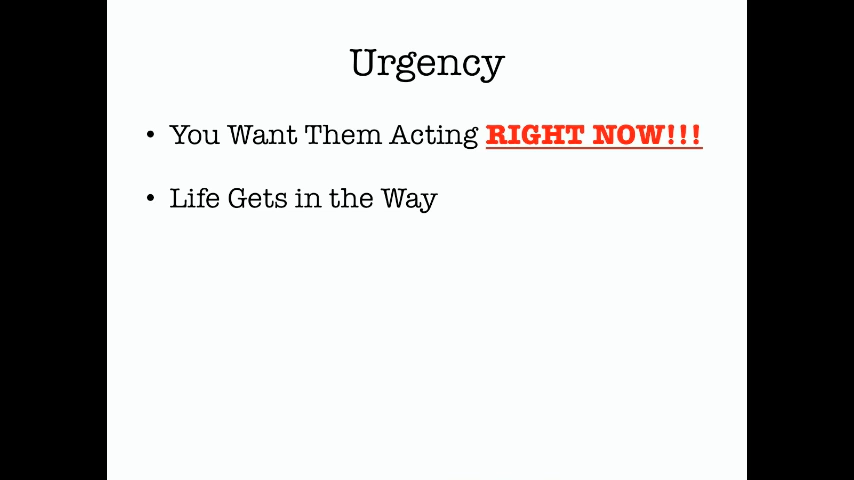 Urgency
• You Want Them Acting RIGHT NOW!!!
• Life Gets in the Way